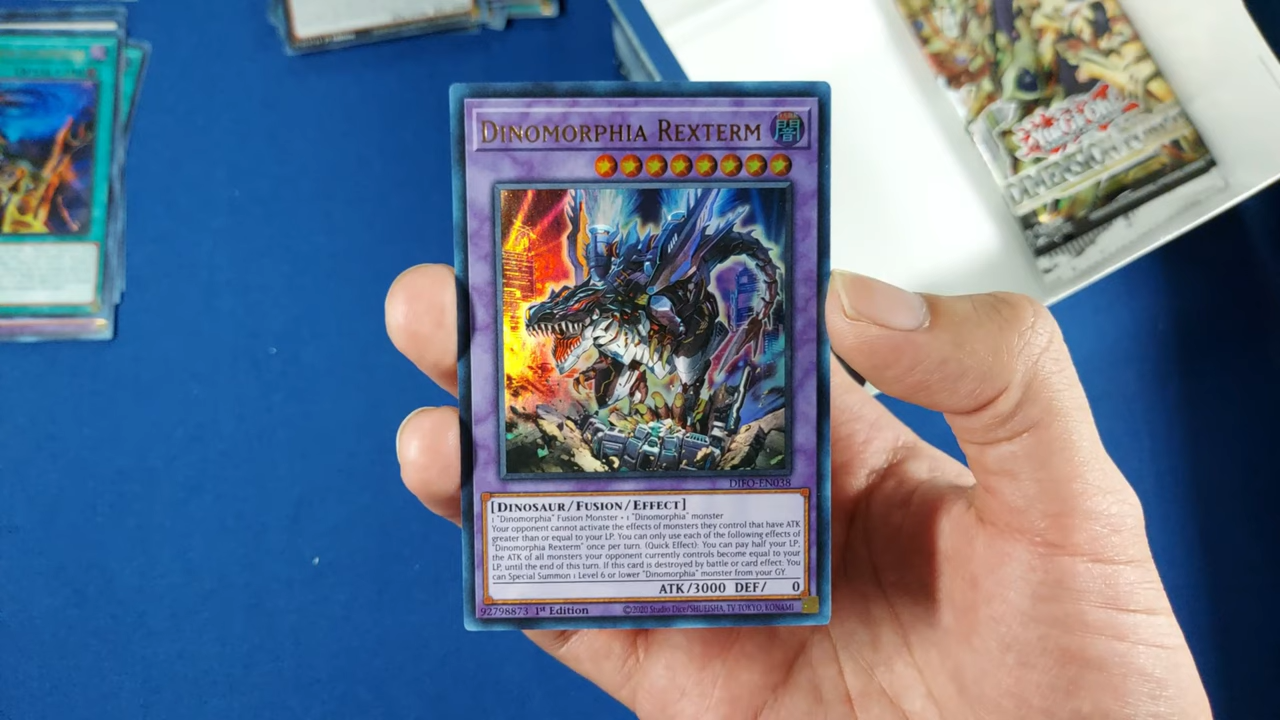 DINOMORPHIA REXTERM
闇
DIFO-EN038
[DINOSAUR/FUSION/EFFECT]
1 "Dinomorphia" Fusion Monster + 1 "Dinomorphia" monster
Your opponent cannot activate the effects of monsters they control that have ATK
greater than or equal to your LP. You can only use each of the following effects of
"Dinomorphia Rexterm" once per turn. (Quick Effect): You can pay half your LP,
the ATK of all monsters your opponent currently controls become equal to your
LP, until the end of this turn. If this card is destroyed by battle or card effect: You
can Special Summon 1 Level 6 or lower "Dinomorphia" monster from your GY.
ATK/3000 DEF/ 0
92798873 1st Edition
©2020 Studio Dice/SHUEISHA, TV TOKYO, KONAMI
YU-GI-OH!
DIMENSION